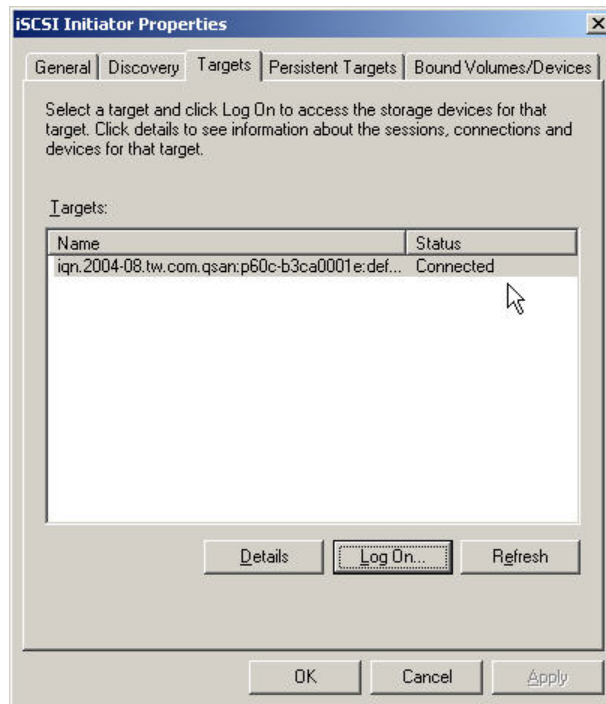 iSCSI Initiator Properties
General Discovery Targets Persistent Targets Bound Volumes/Devices
Select a target and click Log On to access the storage devices for that
target. Click details to see information about the sessions, connections and
devices for that target.
Targets:
Name Status
iqn.2004-08.tw.com.qsan:p60c-b3ca0001e:def... Connected
Details Log On... Refresh
OK Cancel Apply